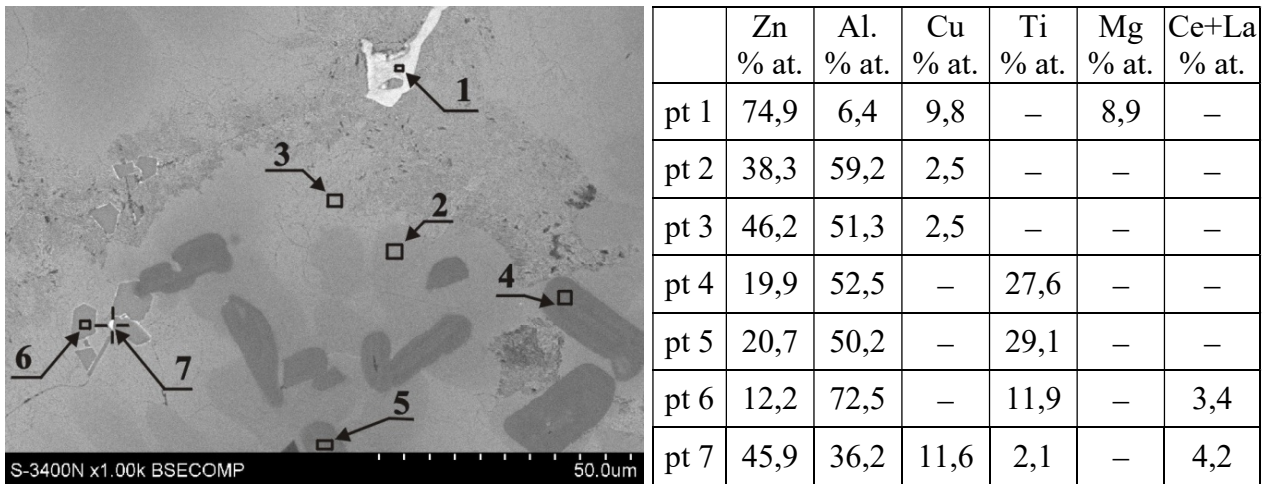 1
3
2
4
6
7
5
S-3400N x1.00k BSECOMP 50.0um
Zn % at. Al. % at. Cu % at. Ti % at. Mg % at. Ce+La % at.
pt 1 74,9 6,4 9,8 – 8,9 –
pt 2 38,3 59,2 2,5 – – –
pt 3 46,2 51,3 2,5 – – –
pt 4 19,9 52,5 – 27,6 – –
pt 5 20,7 50,2 – 29,1 – –
pt 6 12,2 72,5 – 11,9 – 3,4
pt 7 45,9 36,2 11,6 2,1 – 4,2